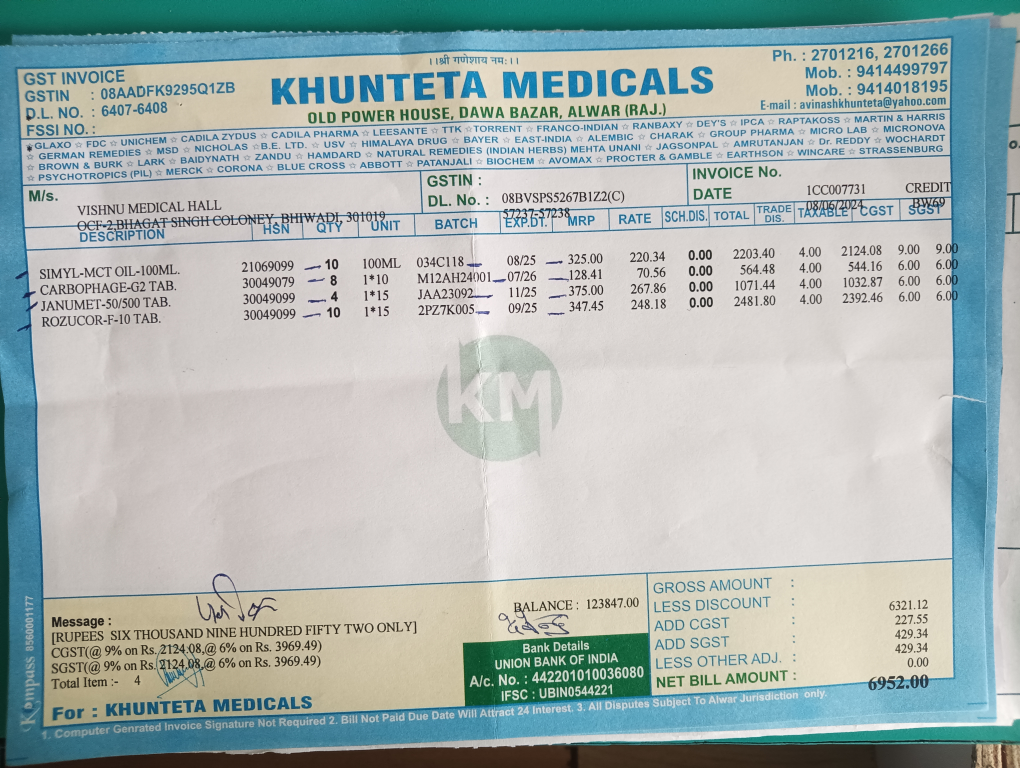 ।।श्री गणेशाय नमः।।
GST INVOICE
GSTIN : 08AADFK9295Q1ZB
D.L. NO. : 6407-6408
FSSI NO. :
KHUNTETA MEDICALS
OLD POWER HOUSE, DAWA BAZAR, ALWAR (RAJ.)
Ph. : 2701216, 2701266
Mob. : 9414499797
Mob. : 9414018195
E-mail : avinashkhunteta@yahoo.com
GLAXO ☆ FDC ☆ UNICHEM ☆ CADILA ZYDUS ☆ CADILA PHARMA ☆ LEESANTE ☆ TTK ☆TORRENT ☆ FRANCO-INDIAN ☆ RANBAXY ☆ DEY'S ☆ IPCA ☆ RAPTAKOSS ☆ MARTIN & HARRIS
☆ GERMAN REMEDIES ☆ MSD ☆ NICHOLAS ☆B.E. LTD. ☆ USV ☆ HIMALAYA DRUG ☆ BAYER ☆ EAST-INDIA ☆ ALEMBIC ☆ CHARAK ☆ GROUP PHARMA ☆ MICRO LAB ☆ MICRONOVA
☆ BROWN & BURK ☆ LARK ☆ BAIDYNATH ☆ ZANDU ☆ HAMDARD ☆ NATURAL REMEDIES (INDIAN HERBS) MEHTA UNANI ☆ JAGSONPAL ☆ AMRUTANJAN ☆ Dr. REDDY ☆ WOCHARDT
☆ PSYCHOTROPICS (PIL) ☆ MERCK ☆ CORONA ☆ BLUE CROSS ☆ ABBOTT ☆ PATANJALI ☆ BIOCHEM ☆ AVOMAX ☆ PROCTER & GAMBLE ☆ EARTHSON ☆ WINCARE ☆ STRASSENBURG
M/s.
VISHNU MEDICAL HALL
OCF-2,BHAGAT SINGH COLONEY, BHIWADI, 301019
GSTIN :
DL. No. : 08BVSPS5267B1Z2(C)
57237-57238
INVOICE No. 1CC007731 CREDIT
DATE 08/06/2024 BW69
DESCRIPTION HSN QTY UNIT BATCH EXP.DT. MRP RATE SCH.DIS. TOTAL TRADE DIS. TAXABLE CGST SGST
SIMYL-MCT OIL-100ML. 21069099 10 100ML 034C118 08/25 325.00 220.34 0.00 2203.40 4.00 2124.08 9.00 9.00
CARBOPHAGE-G2 TAB. 30049079 8 1*10 M12AH24001 07/26 128.41 70.56 0.00 564.48 4.00 544.16 6.00 6.00
JANUMET-50/500 TAB. 30049099 4 1*15 JAA23092 11/25 375.00 267.86 0.00 1071.44 4.00 1032.87 6.00 6.00
ROZUCOR-F-10 TAB. 30049099 10 1*15 2PZ7K005 09/25 347.45 248.18 0.00 2481.80 4.00 2392.46 6.00 6.00
KM
Message :
[RUPEES SIX THOUSAND NINE HUNDRED FIFTY TWO ONLY]
CGST(@ 9% on Rs. 2124.08,@ 6% on Rs. 3969.49)
SGST(@ 9% on Rs. 2124.08,@ 6% on Rs. 3969.49)
Total Item :- 4
For : KHUNTETA MEDICALS
BALANCE : 123847.00
Bank Details
UNION BANK OF INDIA
A/c. No. : 442201010036080
IFSC : UBIN0544221
GROSS AMOUNT : 6321.12
LESS DISCOUNT : 227.55
ADD CGST : 429.34
ADD SGST : 429.34
LESS OTHER ADJ. : 0.00
NET BILL AMOUNT : 6952.00
1. Computer Genrated Invoice Signature Not Required 2. Bill Not Paid Due Date Will Attract 24 Interest. 3. All Disputes Subject To Alwar Jurisdiction only.
Kompass 8560001177